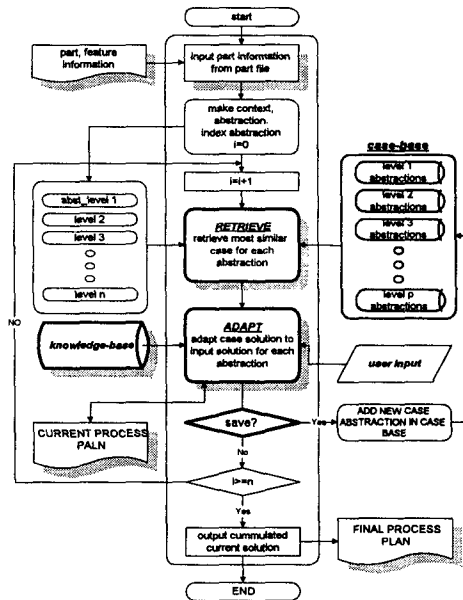 start
part, feature
information
input part information
from part file
make context,
abstraction,
index abstraction
i=0
case-base
i=i+1
level 1
abstractions
level 2
abstractions
level 3
abstractions
level p
abstractions
abst_level 1
level 2
level 3
level n
RETRIEVE
retrieve most similar
case for each
abstraction
NO
knowledge-base
ADAPT
adapt case solution to
input solution for each
abstraction
user input
CURRENT PROCESS
PALN
save?
Yes
ADD NEW CASE
ABSTRACTION IN CASE
BASE
No
i>=n
Yes
output cummulated
current solution
FINAL PROCESS
PLAN
END